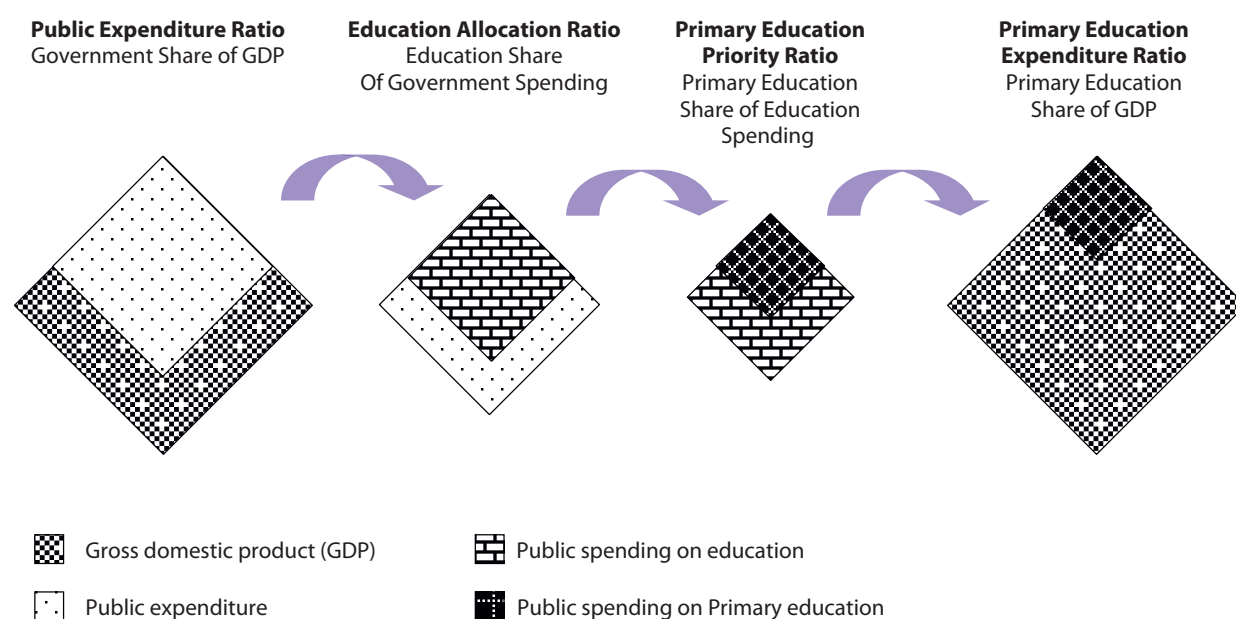 Public Expenditure Ratio
Government Share of GDP
Education Allocation Ratio
Education Share
Of Government Spending
Primary Education
Priority Ratio
Primary Education
Share of Education
Spending
Primary Education
Expenditure Ratio
Primary Education
Share of GDP
Gross domestic product (GDP)
Public spending on education
Public expenditure
Public spending on Primary education